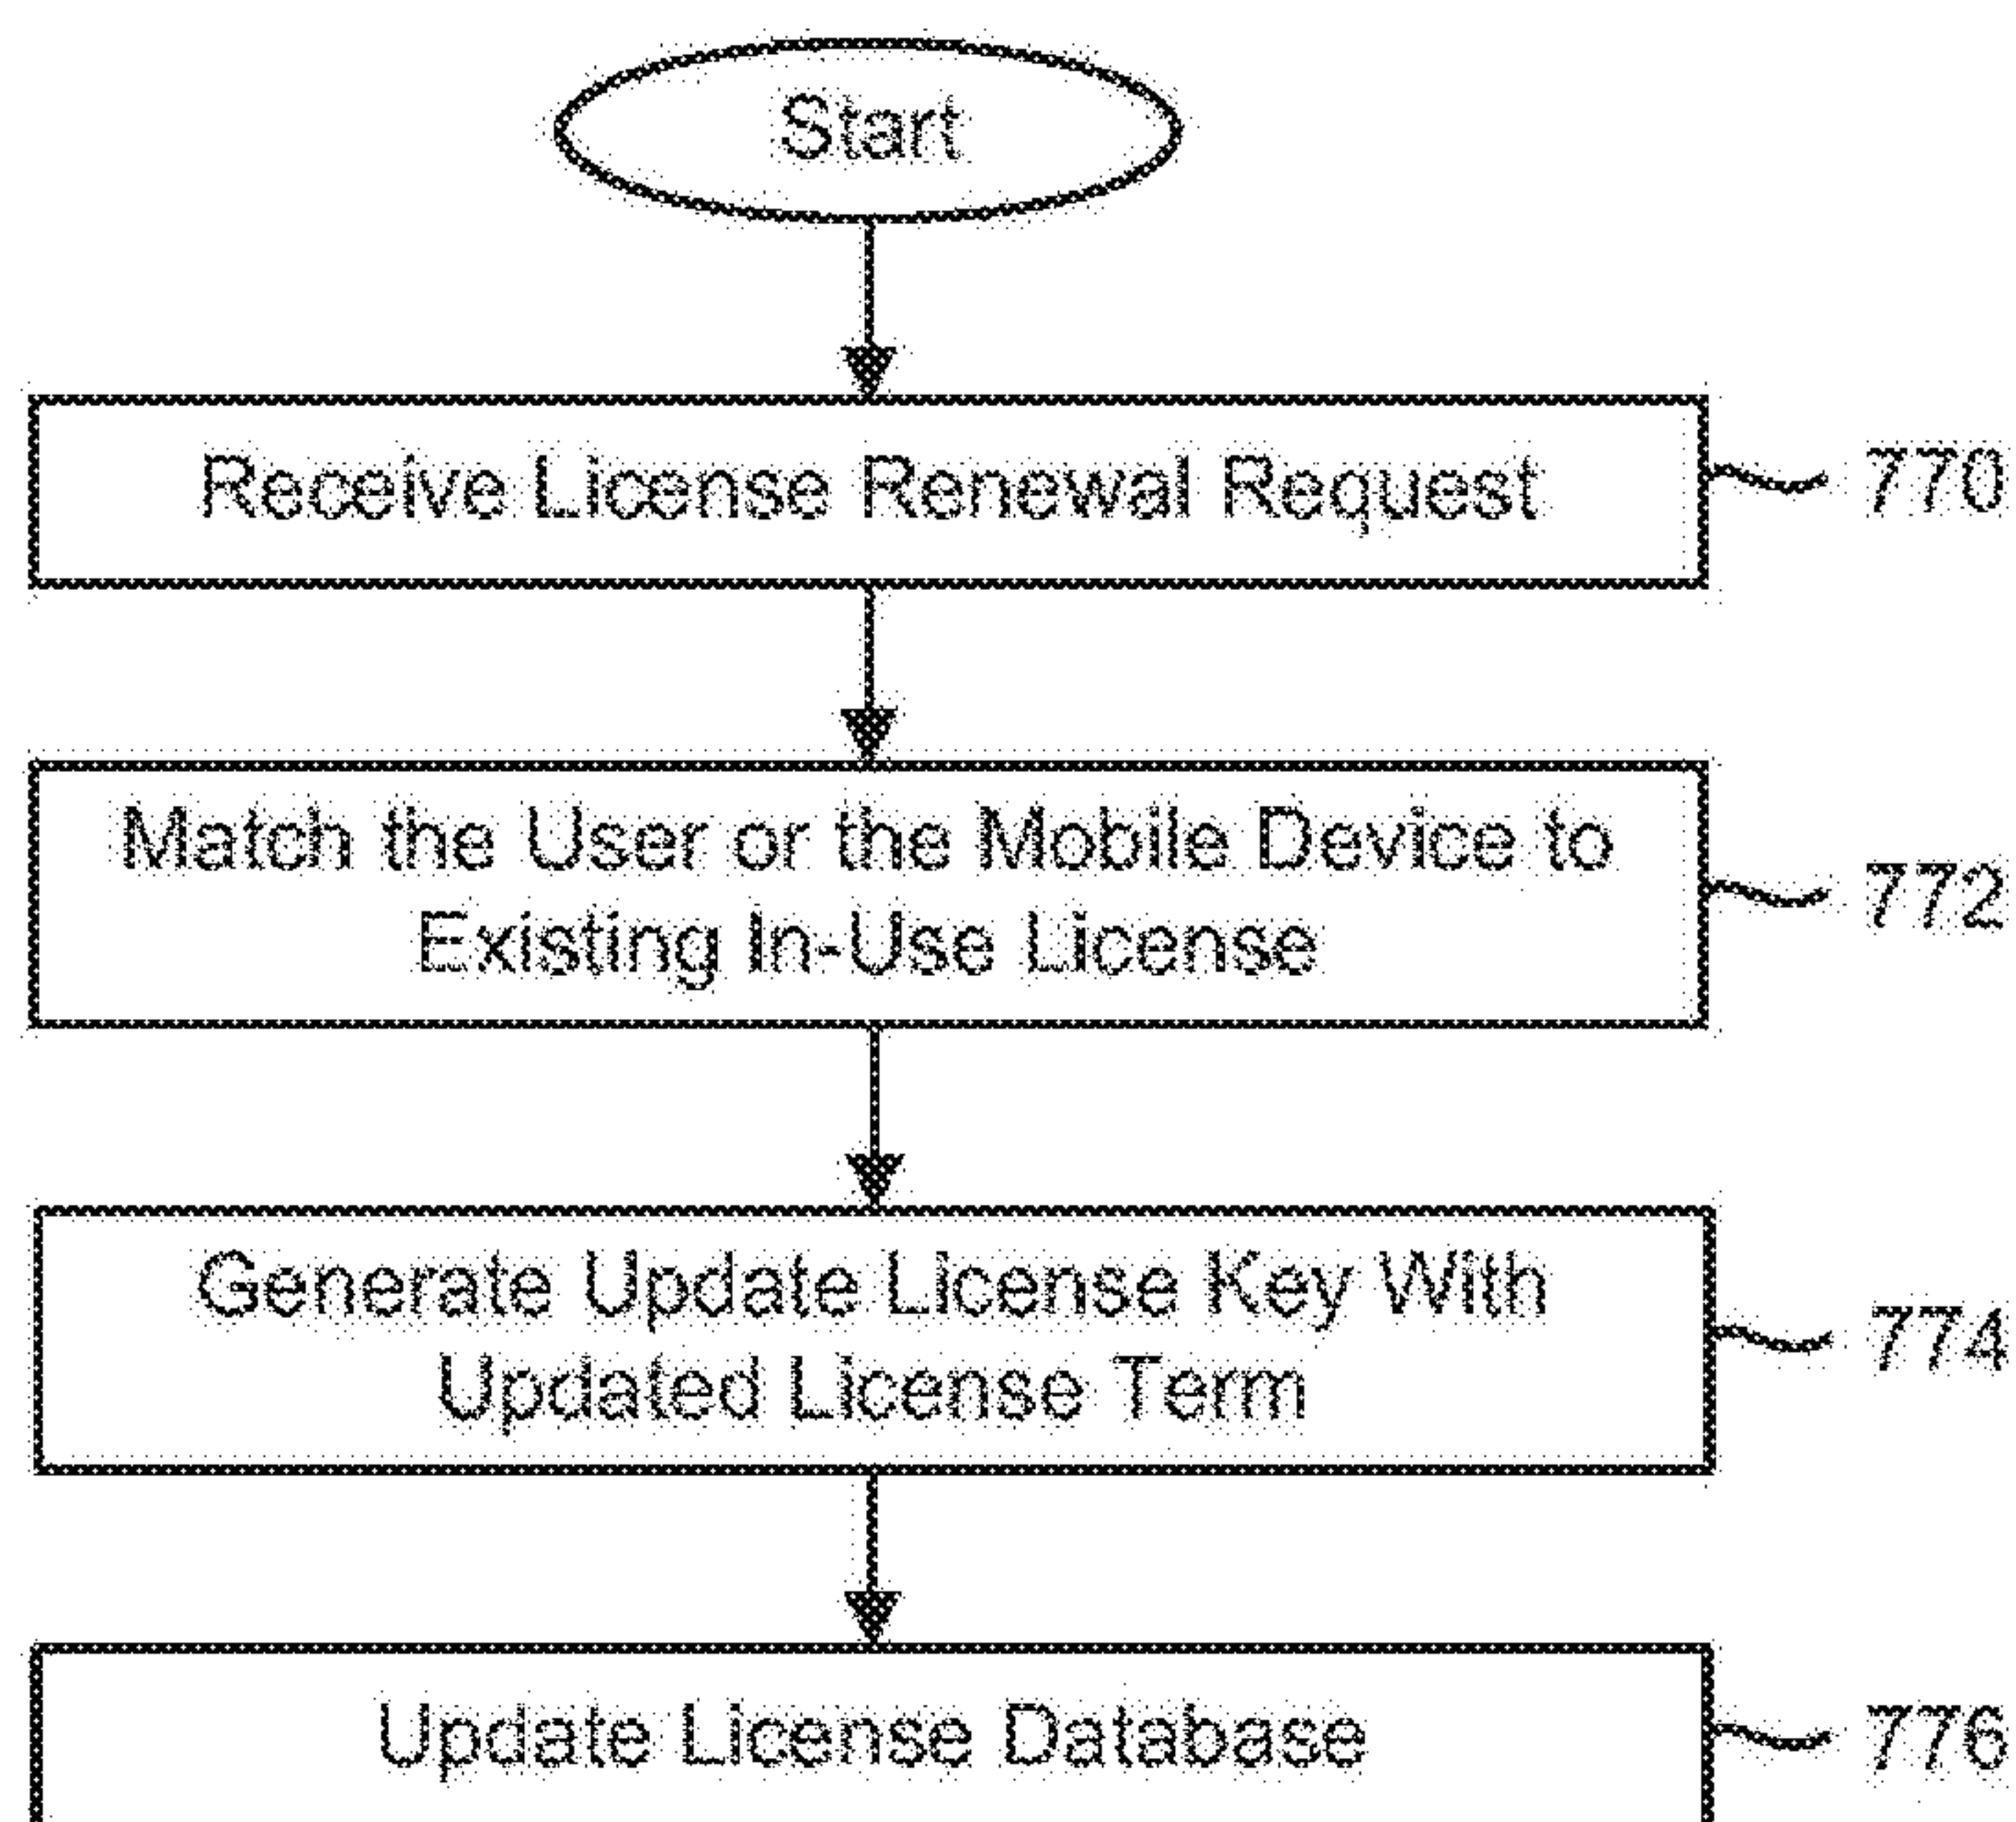 Start
Receive License Renewal Request
770
Match the User or the Mobile Device to
Existing In-Use License
772
Generate Update License Key With
Updated License Term
774
Update License Database
776